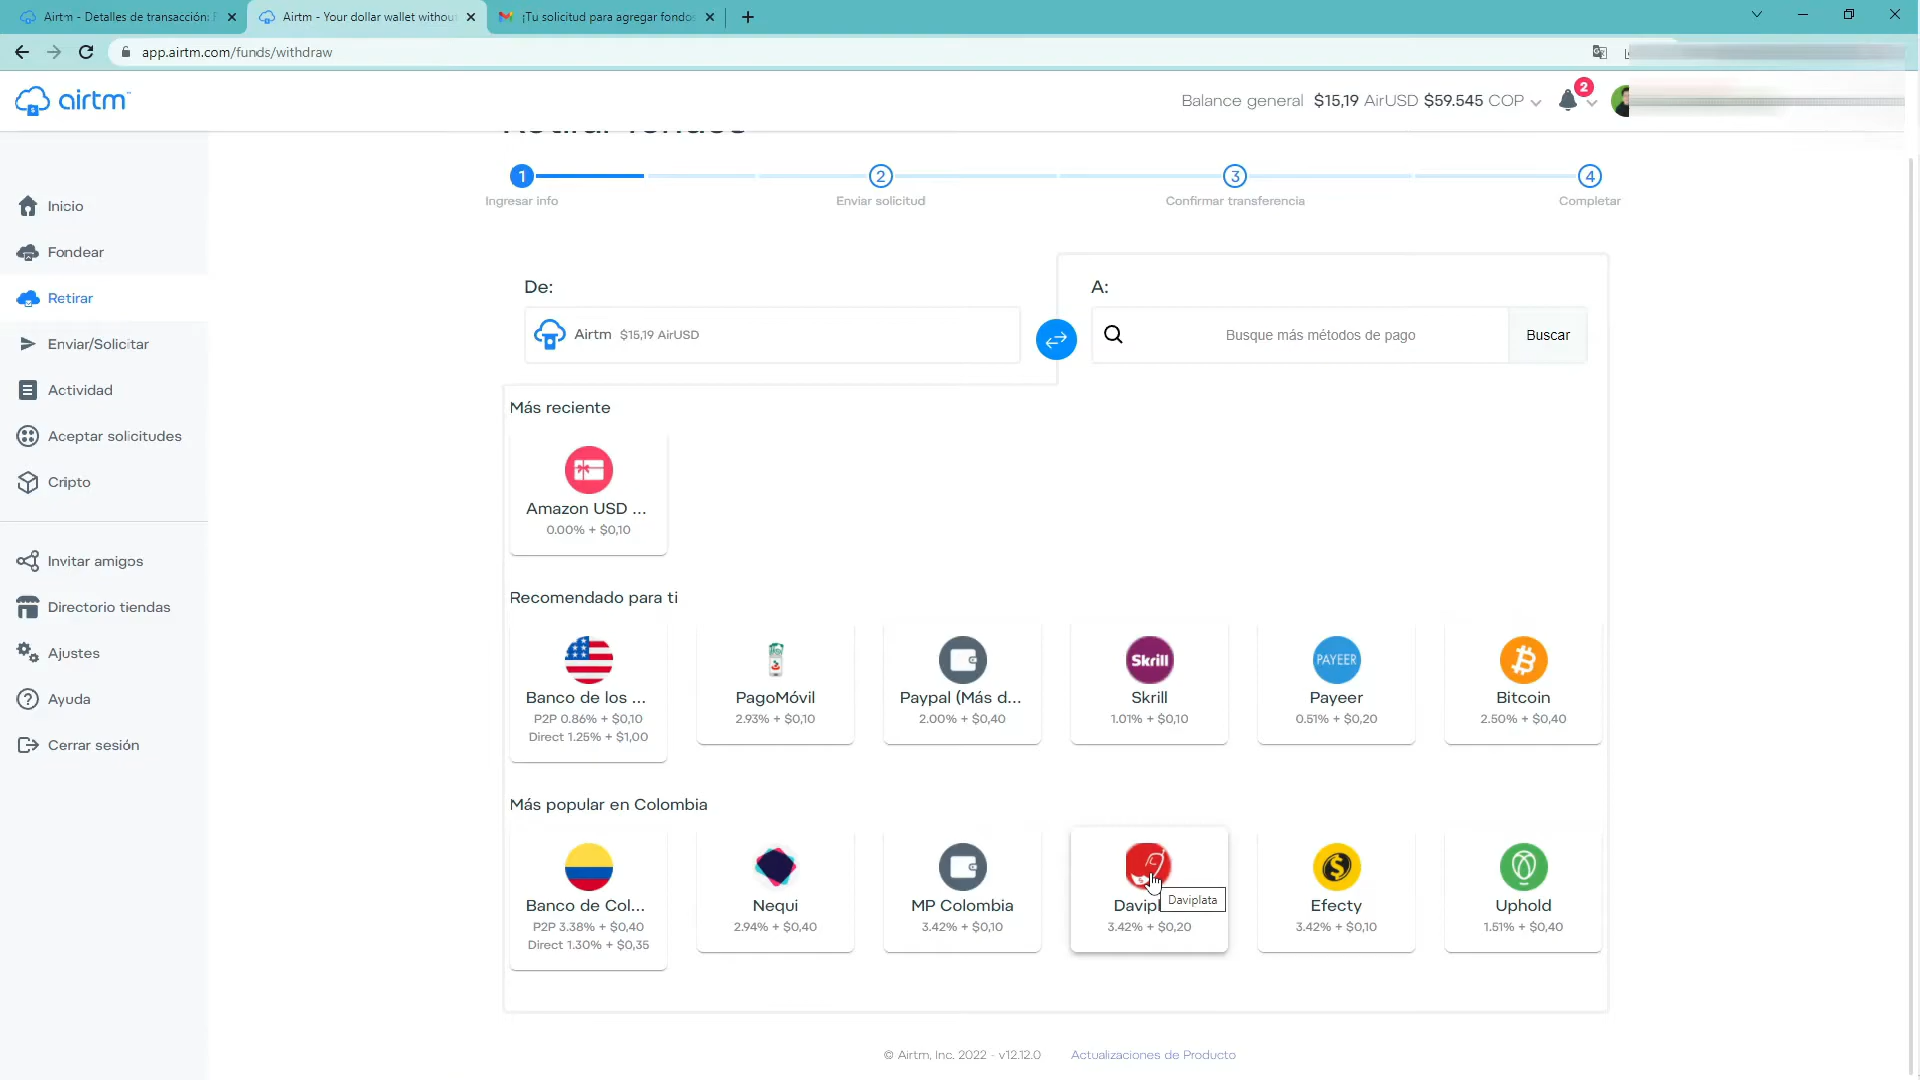 Airtm - Detalles de transacción:
Airtm - Your dollar wallet withou
¡Tu solicitud para agregar fondo
app.airtm.com/funds/withdraw
airtm
Balance general $15,19 AirUSD $59.545 COP
2
1
2
3
4
Ingresar info
Enviar solicitud
Confirmar transferencia
Completar
Inicio
Fondear
Retirar
Enviar/Solicitar
Actividad
Aceptar solicitudes
Cripto
Invitar amigos
Directorio tiendas
Ajustes
Ayuda
Cerrar sesión
De:
Airtm $15,19 AirUSD
A:
Busque más métodos de pago
Buscar
Más reciente
Amazon USD ...
0.00% + $0,10
Recomendado para ti
Banco de los ...
P2P 0.86% + $0,10
Direct 1.25% + $1,00
PagoMóvil
2.93% + $0,10
Paypal (Más d...
2.00% + $0,40
Skrill
Skrill
1.01% + $0,10
PAYEER
Payeer
0.51% + $0,20
Bitcoin
2.50% + $0,40
Más popular en Colombia
Banco de Col...
P2P 3.38% + $0,40
Direct 1.30% + $0,35
Nequi
2.94% + $0,40
MP Colombia
3.42% + $0,10
Davipl
Daviplata
3.42% + $0,20
Efecty
3.42% + $0,10
Uphold
1.51% + $0,40
© Airtm, Inc. 2022 - v12.12.0
Actualizaciones de Producto